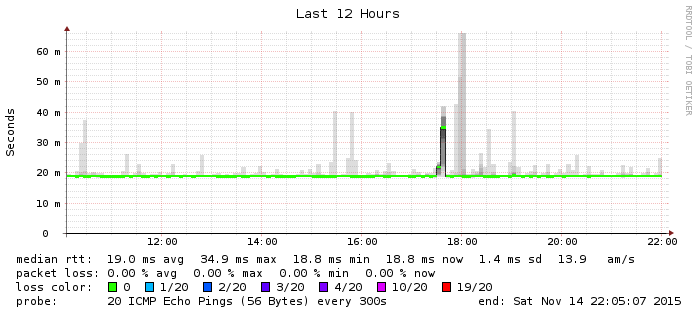 Last 12 Hours
RRDTOOL / TOBI OETIKER
Seconds
60 m
50 m
40 m
30 m
20 m
10 m
0
12:00 14:00 16:00 18:00 20:00 22:00
median rtt: 19.0 ms avg 34.9 ms max 18.8 ms min 18.8 ms now 1.4 ms sd 13.9 am/s
packet loss: 0.00 % avg 0.00 % max 0.00 % min 0.00 % now
loss color: 0 1/20 2/20 3/20 4/20 10/20 19/20
probe: 20 ICMP Echo Pings (56 Bytes) every 300s end: Sat Nov 14 22:05:07 2015